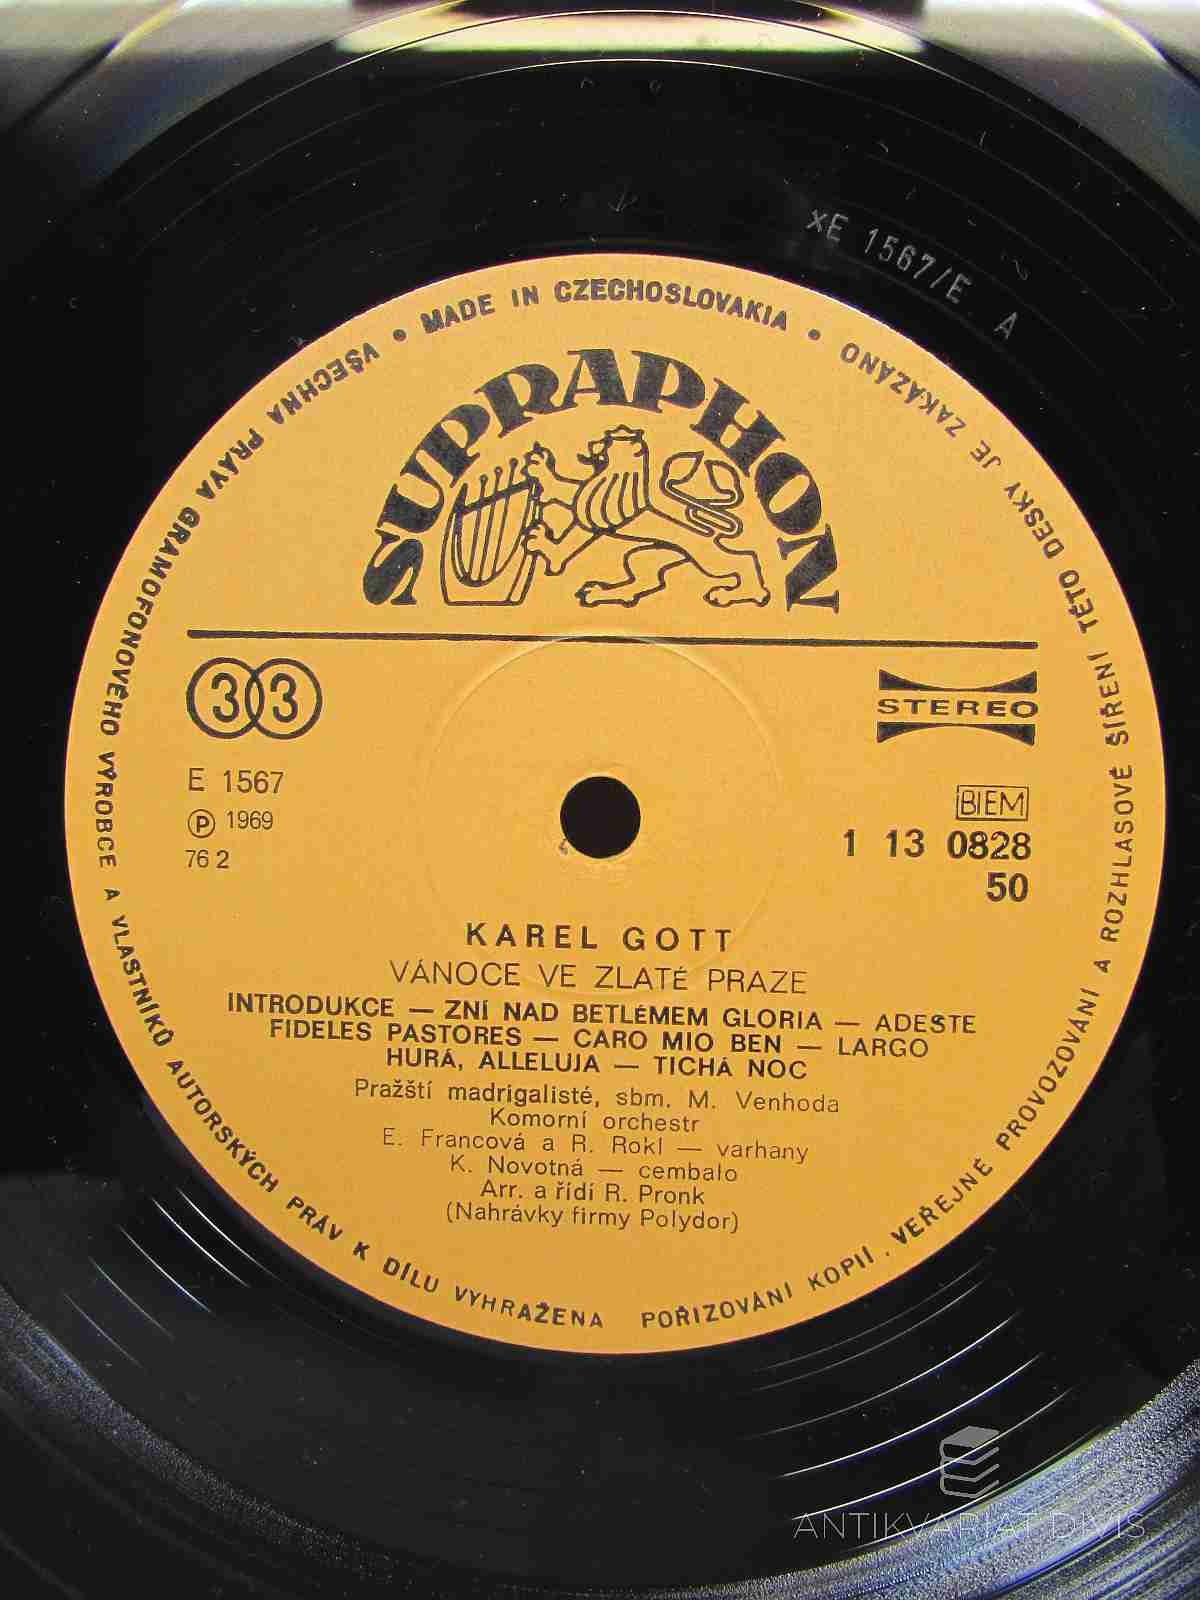 xE 1567/E A
• MADE IN CZECHOSLOVAKIA •
VŠECHNA PRÁVA GRAMOFONOVÉHO VÝROBCE A VLASTNÍKŮ AUTORSKÝCH PRÁV K DÍLU VYHRAŽENA
POŘIZOVÁNÍ KOPIÍ . VEŘEJNÉ PROVOZOVÁNÍ A ROZHLASOVÉ ŠÍŘENÍ TÉTO DESKY JE ZAKÁZÁNO
SUPRAPHON
33
STEREO
E 1567
Ⓟ 1969
76 2
BIEM
1 13 0828
50
KAREL GOTT
VÁNOCE VE ZLATÉ PRAZE
INTRODUKCE — ZNÍ NAD BETLÉMEM GLORIA — ADESTE
FIDELES PASTORES — CARO MIO BEN — LARGO
HURÁ, ALLELUJA — TICHÁ NOC
Pražští madrigalisté, sbm. M. Venhoda
Komorní orchestr
E. Francová a R. Rokl — varhany
K. Novotná — cembalo
Arr. a řídí R. Pronk
(Nahrávky firmy Polydor)
ANTIKVARIAT DIVIS